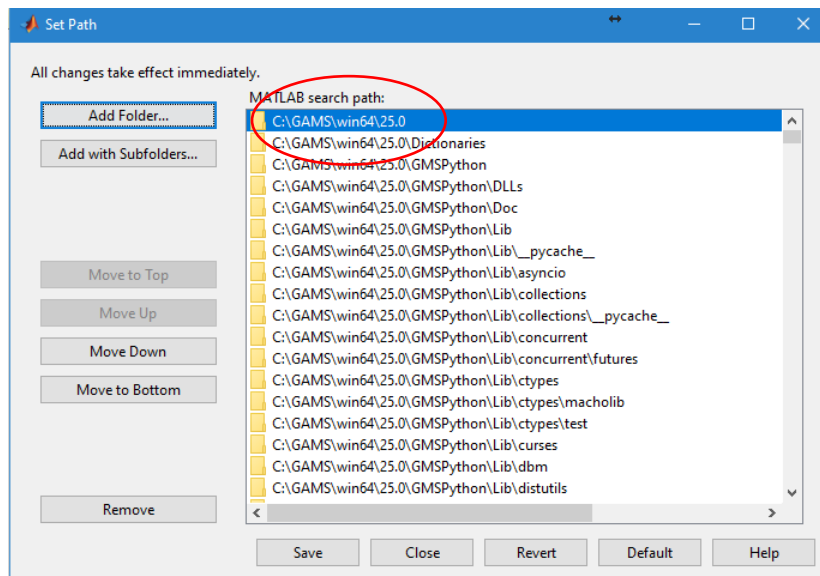 Set Path
All changes take effect immediately.
MATLAB search path:
Add Folder...
Add with Subfolders...
Move to Top
Move Up
Move Down
Move to Bottom
Remove
C:\GAMS\win64\25.0
C:\GAMS\win64\25.0\Dictionaries
C:\GAMS\win64\25.0\GMSPython
C:\GAMS\win64\25.0\GMSPython\DLLs
C:\GAMS\win64\25.0\GMSPython\Doc
C:\GAMS\win64\25.0\GMSPython\Lib
C:\GAMS\win64\25.0\GMSPython\Lib\__pycache__
C:\GAMS\win64\25.0\GMSPython\Lib\asyncio
C:\GAMS\win64\25.0\GMSPython\Lib\collections
C:\GAMS\win64\25.0\GMSPython\Lib\collections\__pycache__
C:\GAMS\win64\25.0\GMSPython\Lib\concurrent
C:\GAMS\win64\25.0\GMSPython\Lib\concurrent\futures
C:\GAMS\win64\25.0\GMSPython\Lib\ctypes
C:\GAMS\win64\25.0\GMSPython\Lib\ctypes\macholib
C:\GAMS\win64\25.0\GMSPython\Lib\ctypes\test
C:\GAMS\win64\25.0\GMSPython\Lib\curses
C:\GAMS\win64\25.0\GMSPython\Lib\dbm
C:\GAMS\win64\25.0\GMSPython\Lib\distutils
Save
Close
Revert
Default
Help